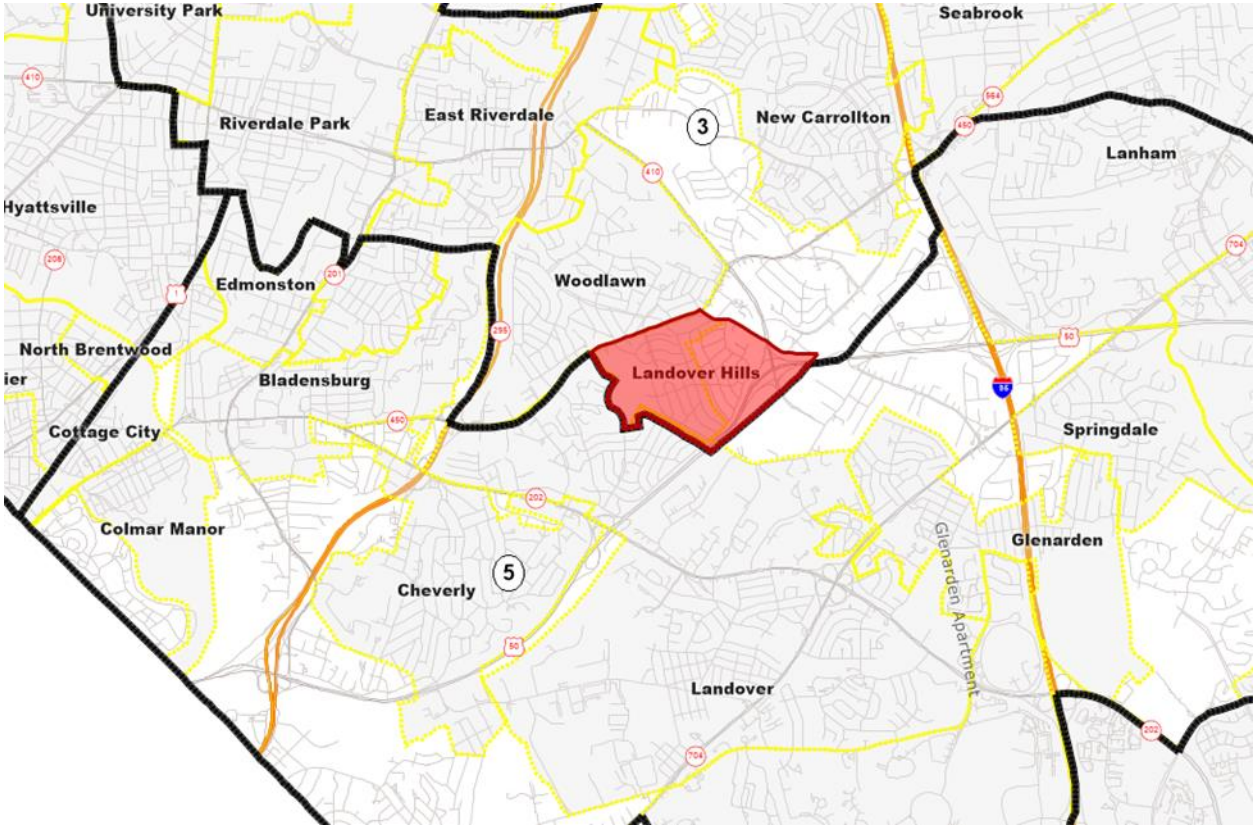 University Park
Seabrook
410
564
East Riverdale
New Carrollton
Riverdale Park
3
450
Lanham
410
Hyattsville
704
208
Woodlawn
201
Edmonston
1
295
50
North Brentwood
Landover Hills
ier
Bladensburg
95
450
Cottage City
Springdale
202
Colmar Manor
Glenarden
Glenarden Apartment
5
Cheverly
50
Landover
202
704